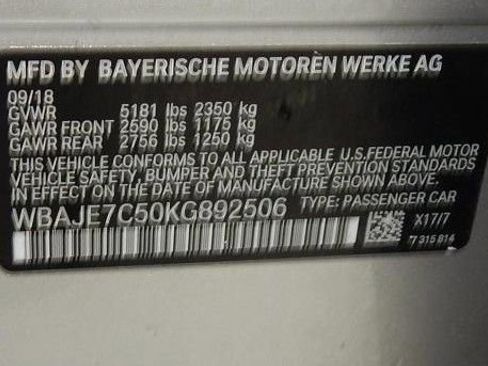 MFD BY BAYERISCHE MOTOREN WERKE AG
09/18
GVWR 5181 lbs 2350 kg
GAWR FRONT 2590 lbs 1175 kg
GAWR REAR 2756 lbs 1250 kg
THIS VEHICLE CONFORMS TO ALL APPLICABLE U.S.FEDERAL MOTOR
VEHICLE SAFETY, BUMPER AND THEFT PREVENTION STANDARDS
IN EFFECT ON THE DATE OF MANUFACTURE SHOWN ABOVE.
WBAJE7C50KG892506 TYPE: PASSENGER CAR
X17/7
7 315 814